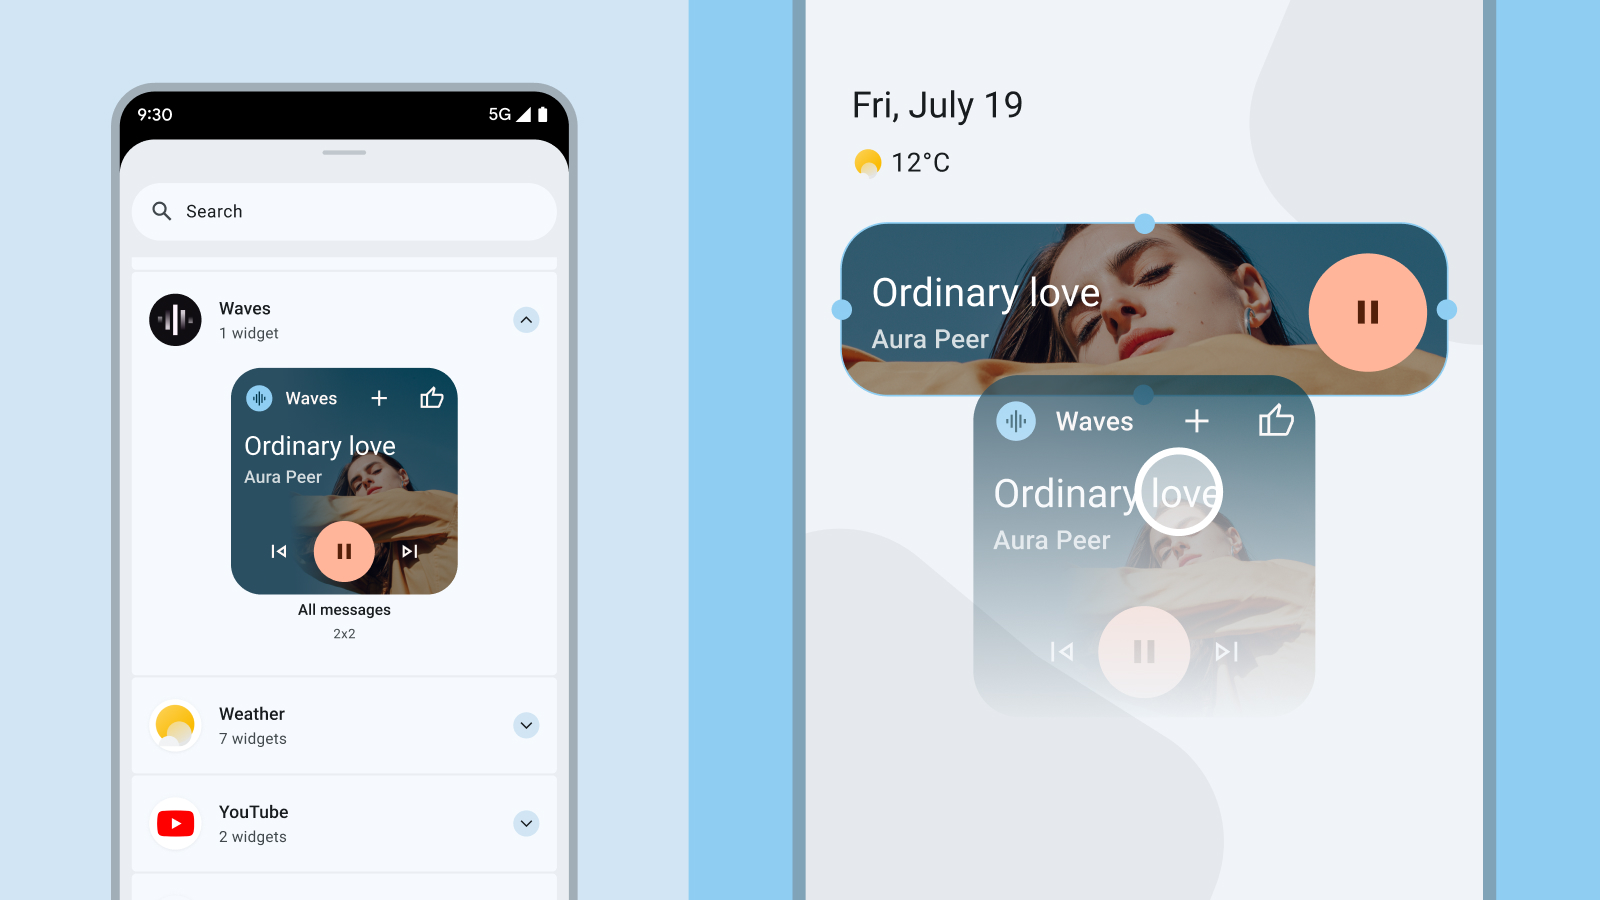 9:30
5G
Search
Waves
1 widget
Waves
Ordinary love
Aura Peer
All messages
2x2
Weather
7 widgets
YouTube
2 widgets
Fri, July 19
12°C
Ordinary love
Aura Peer
Waves
Ordinary love
Aura Peer